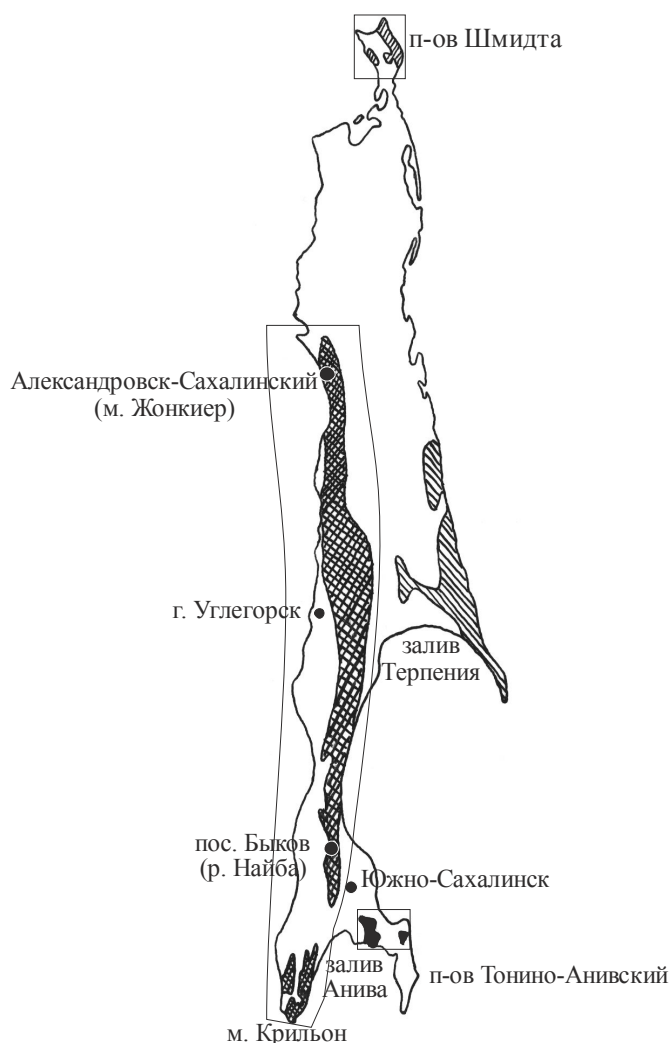 п-ов Шмидта
Александровск-Сахалинский
(м. Жонкиер)
г. Углегорск
залив
Терпения
пос. Быков
(р. Найба)
Южно-Сахалинск
залив
Анива
п-ов Тонино-Анивский
м. Крильон